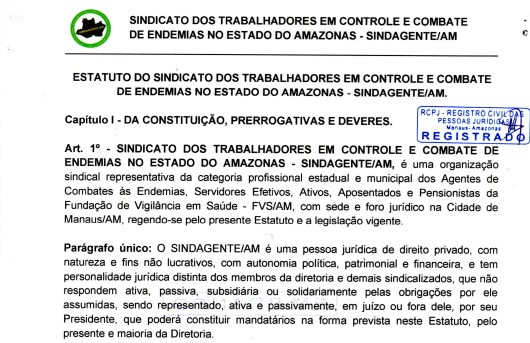 SINDICATO DOS TRABALHADORES EM CONTROLE E COMBATE
DE ENDEMIAS NO ESTADO DO AMAZONAS - SINDAGENTE/AM
ESTATUTO DO SINDICATO DOS TRABALHADORES EM CONTROLE E COMBATE
DE ENDEMIAS NO ESTADO DO AMAZONAS - SINDAGENTE/AM.
RCPJ - REGISTRO CIVIL DAS
PESSOAS JURÍDICAS
Manaus - Amazonas
REGISTRADO
Capítulo I - DA CONSTITUIÇÃO, PRERROGATIVAS E DEVERES.
Art. 1º - SINDICATO DOS TRABALHADORES EM CONTROLE E COMBATE DE
ENDEMIAS NO ESTADO DO AMAZONAS - SINDAGENTE/AM, é uma organização
sindical representativa da categoria profissional estadual e municipal dos Agentes de
Combates às Endemias, Servidores Efetivos, Ativos, Aposentados e Pensionistas da
Fundação de Vigilância em Saúde - FVS/AM, com sede e foro jurídico na Cidade de
Manaus/AM, regendo-se pelo presente Estatuto e a legislação vigente.
Parágrafo único: O SINDAGENTE/AM é uma pessoa jurídica de direito privado, com
natureza e fins não lucrativos, com autonomia política, patrimonial e financeira, e tem
personalidade jurídica distinta dos membros da diretoria e demais sindicalizados, que não
respondem ativa, passiva, subsidiária ou solidariamente pelas obrigações por ele
assumidas, sendo representado, ativa e passivamente, em juízo ou fora dele, por seu
Presidente, que poderá constituir mandatários na forma prevista neste Estatuto, pelo
presente e maioria da Diretoria.